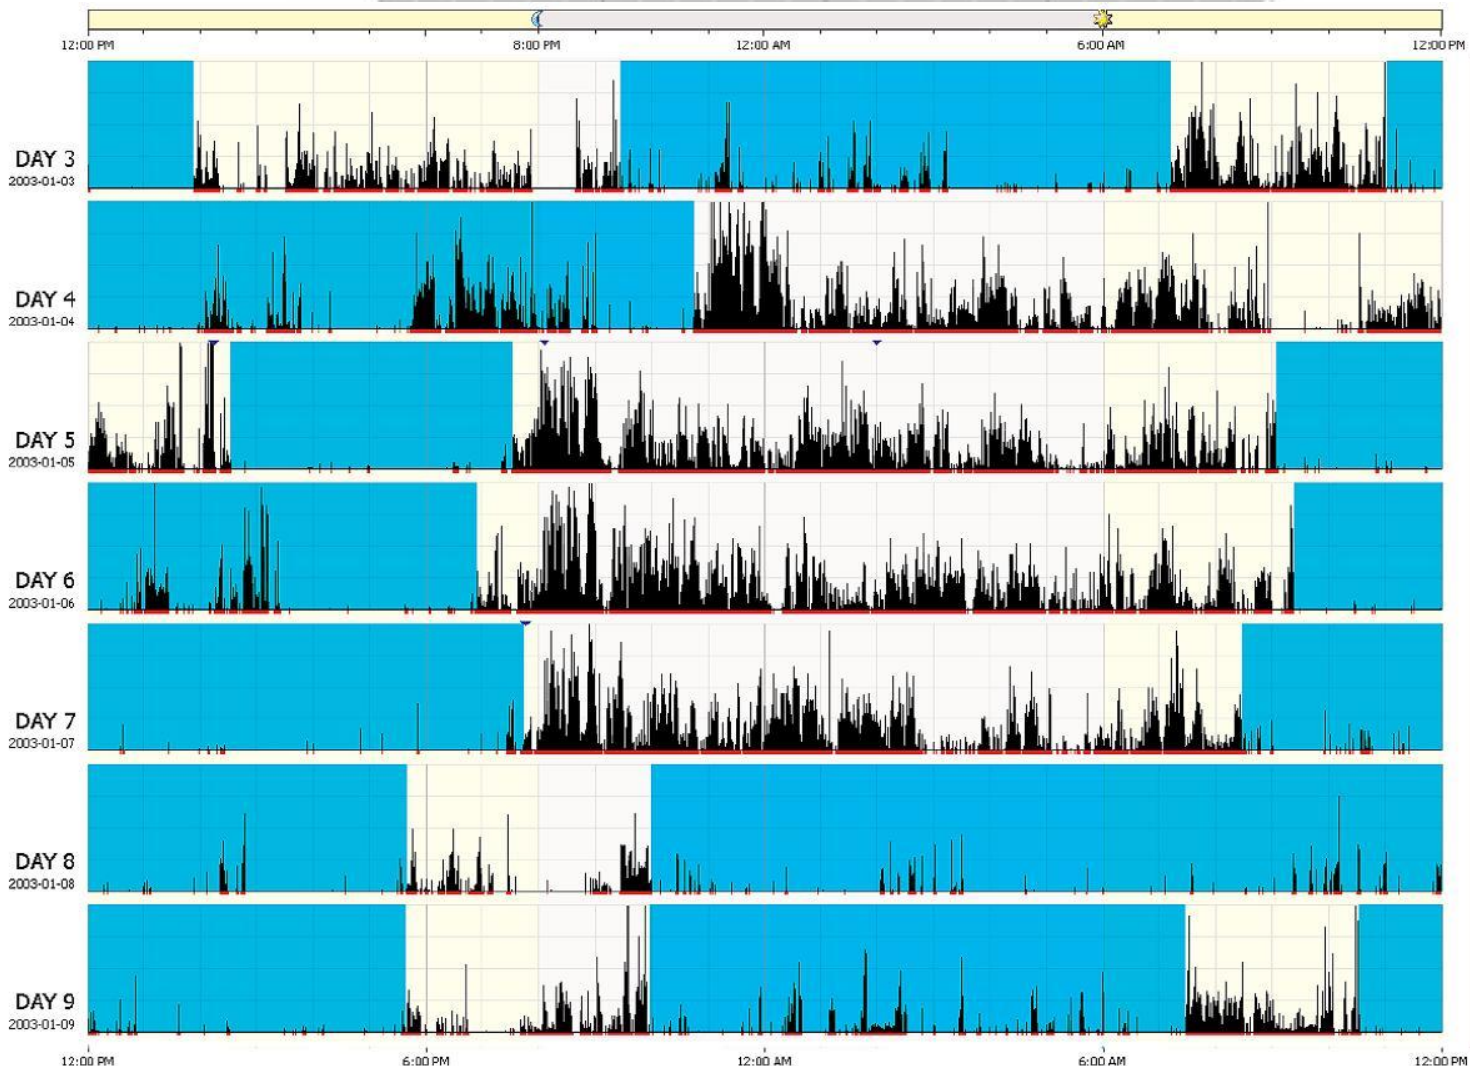 12:00 PM 8:00 PM 12:00 AM 6:00 AM 12:00 PM
DAY 3
2003-01-03
DAY 4
2003-01-04
DAY 5
2003-01-05
DAY 6
2003-01-06
DAY 7
2003-01-07
DAY 8
2003-01-08
DAY 9
2003-01-09
12:00 PM 6:00 PM 12:00 AM 6:00 AM 12:00 PM